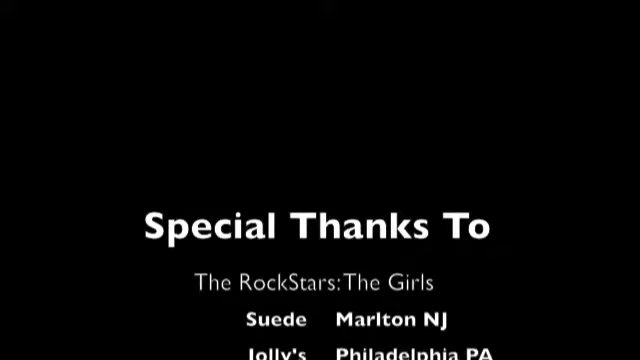 Special Thanks To
The RockStars: The Girls
Suede Marlton NJ
Jolly's Philadelphia PA